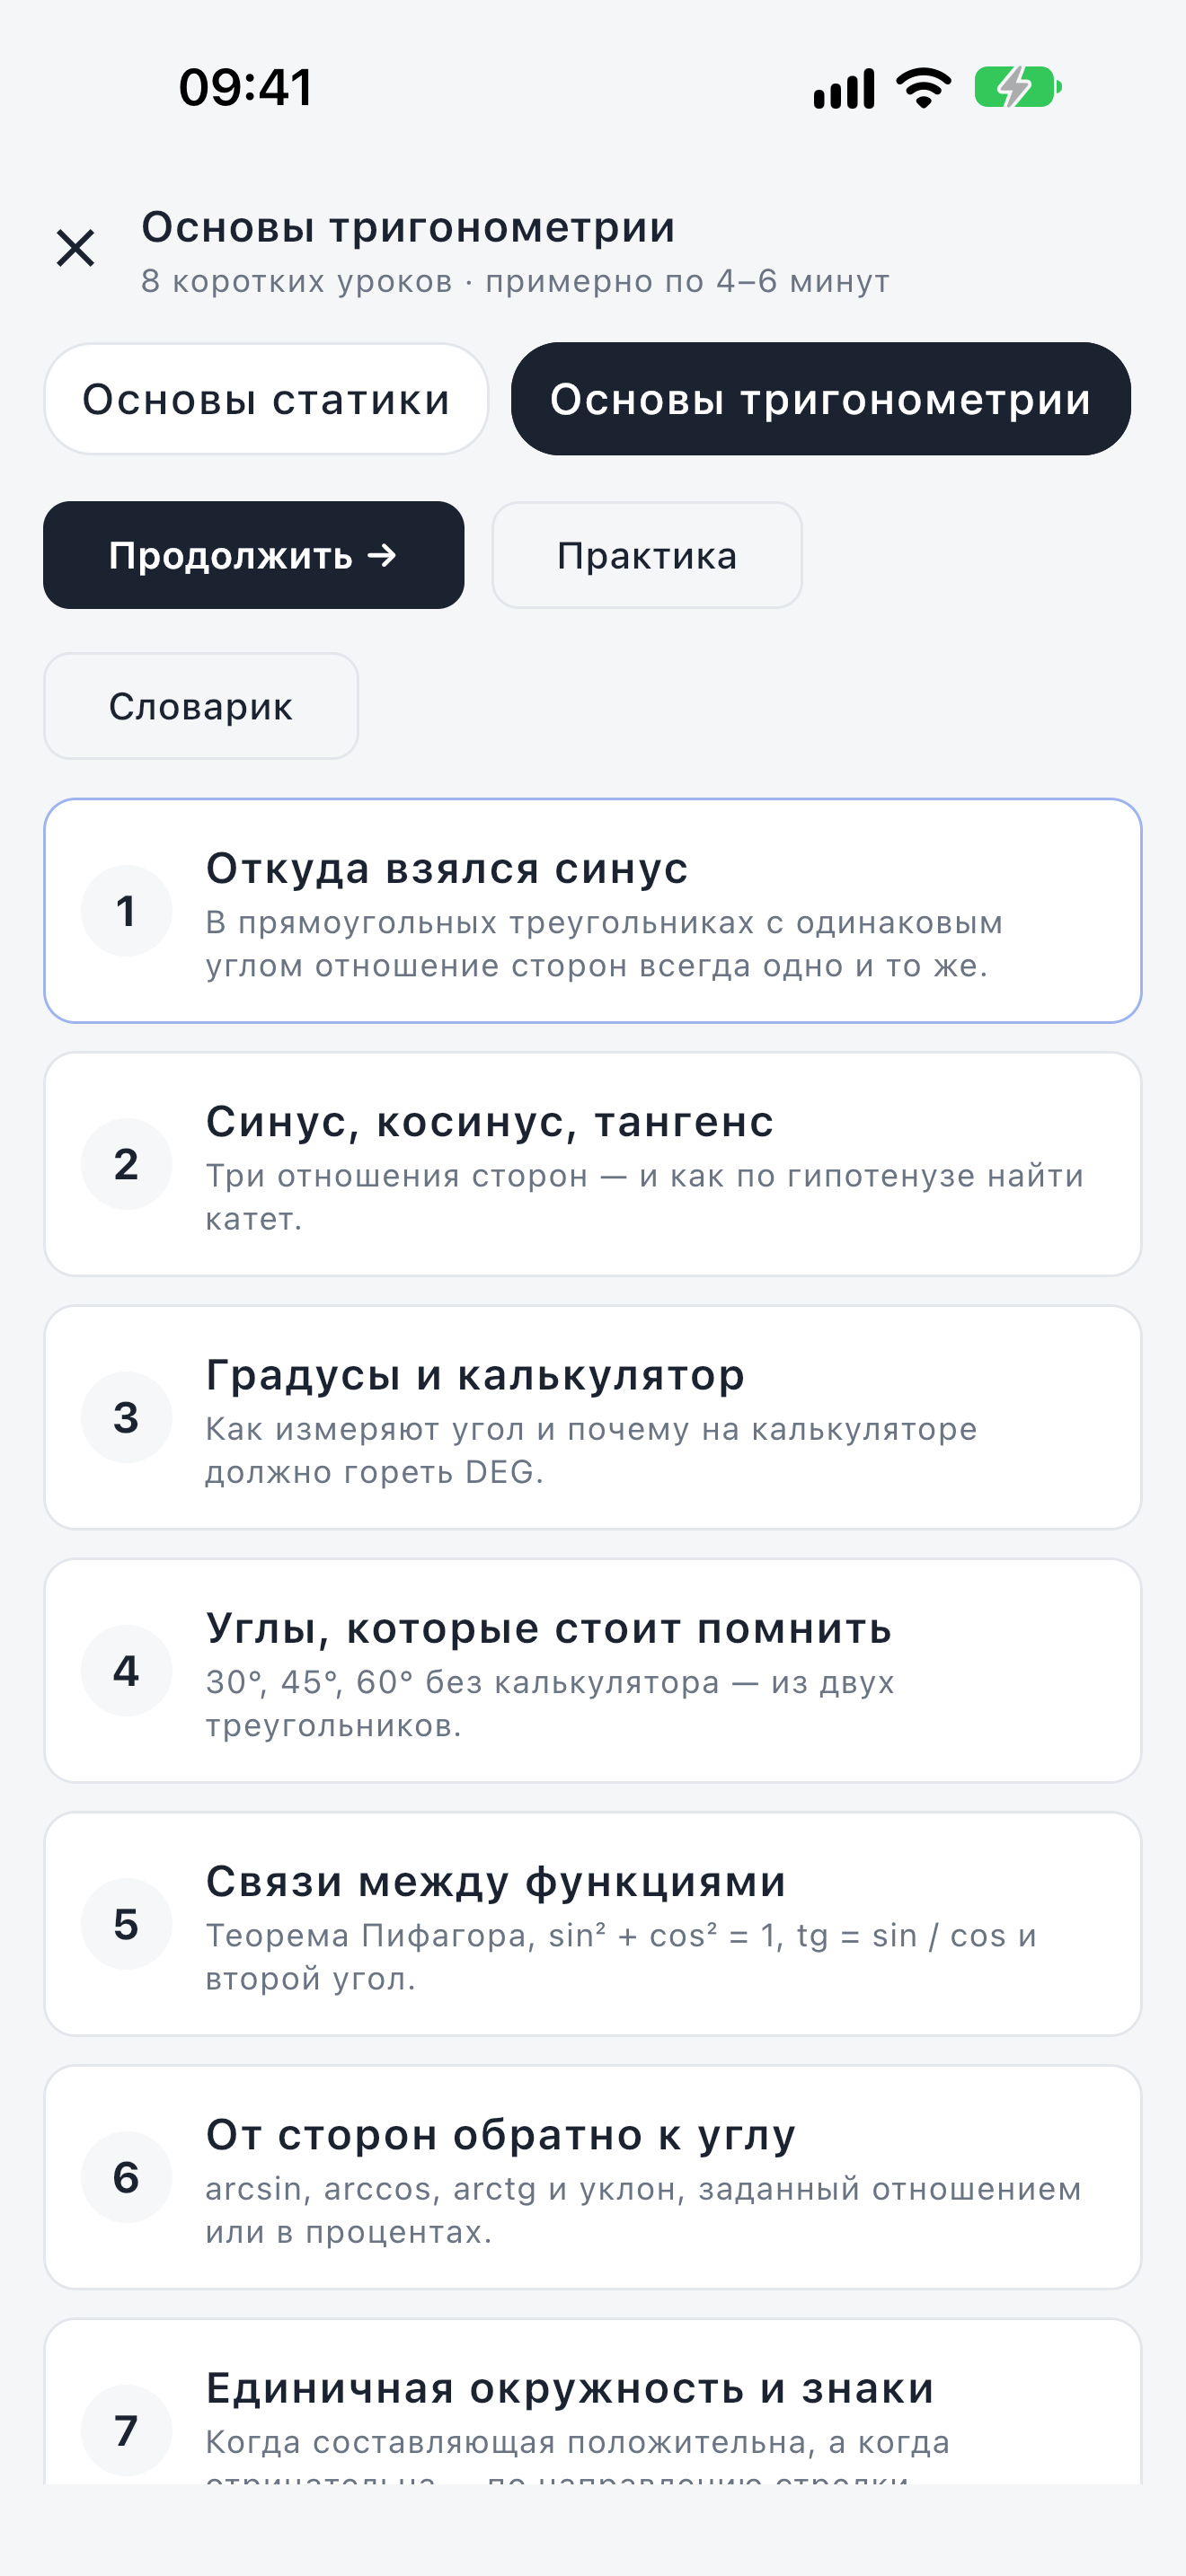 09:41
Основы тригонометрии
8 коротких уроков · примерно по 4–6 минут
Основы статики
Основы тригонометрии
Продолжить →
Практика
Словарик
1
Откуда взялся синус
В прямоугольных треугольниках с одинаковым
углом отношение сторон всегда одно и то же.
2
Синус, косинус, тангенс
Три отношения сторон — и как по гипотенузе найти
катет.
3
Градусы и калькулятор
Как измеряют угол и почему на калькуляторе
должно гореть DEG.
4
Углы, которые стоит помнить
30°, 45°, 60° без калькулятора — из двух
треугольников.
5
Связи между функциями
Теорема Пифагора, sin² + cos² = 1, tg = sin / cos и
второй угол.
6
От сторон обратно к углу
arcsin, arccos, arctg и уклон, заданный отношением
или в процентах.
7
Единичная окружность и знаки
Когда составляющая положительна, а когда
отрицательна — по направлению стрелки.